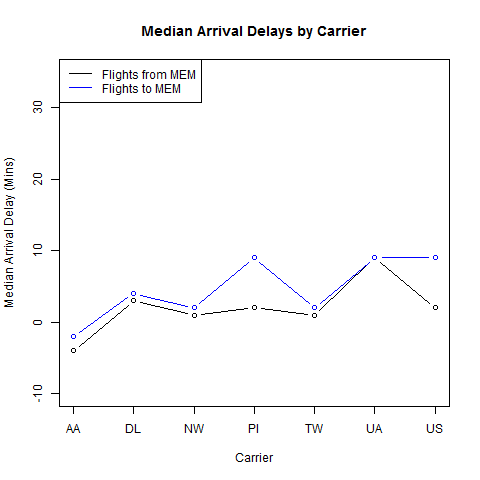 Median Arrival Delays by Carrier
Flights from MEM
Flights to MEM
Median Arrival Delay (Mins)
30
20
10
0
-10
AA DL NW PI TW UA US
Carrier